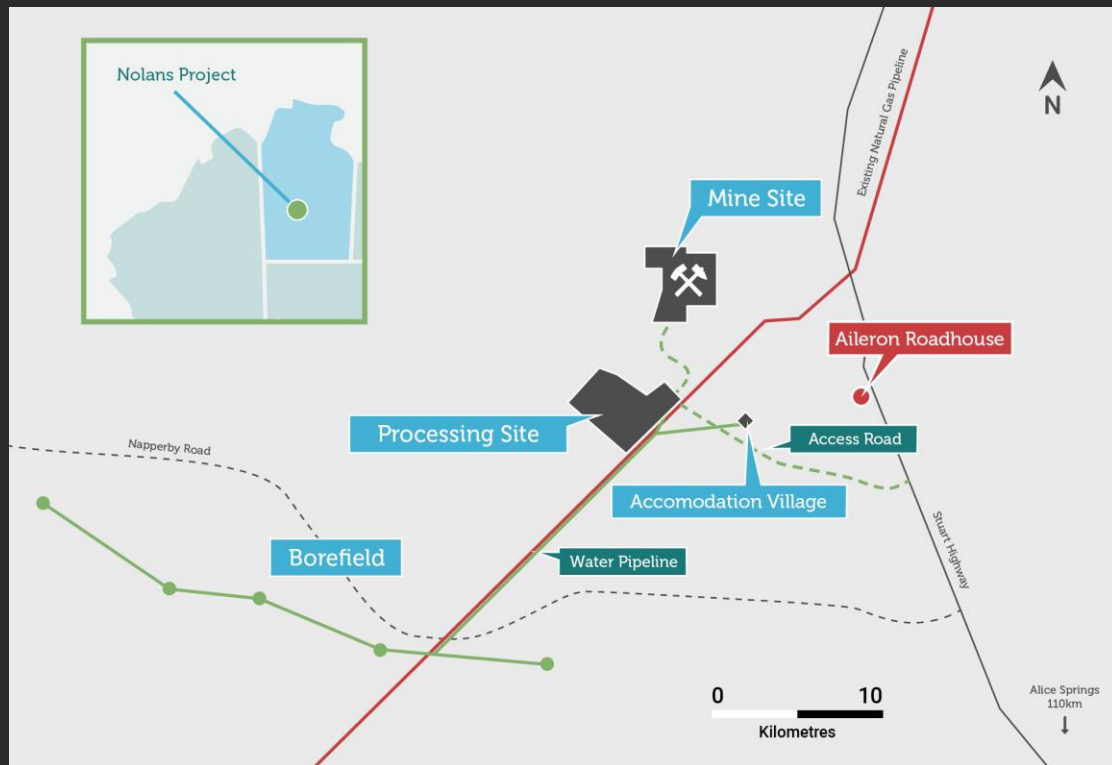 Nolans Project
Existing Natural Gas Pipeline
N
Mine Site
Aileron Roadhouse
Processing Site
Access Road
Napperby Road
Accomodation Village
Stuart Highway
Borefield
Water Pipeline
0 10
Kilometres
Alice Springs
110km